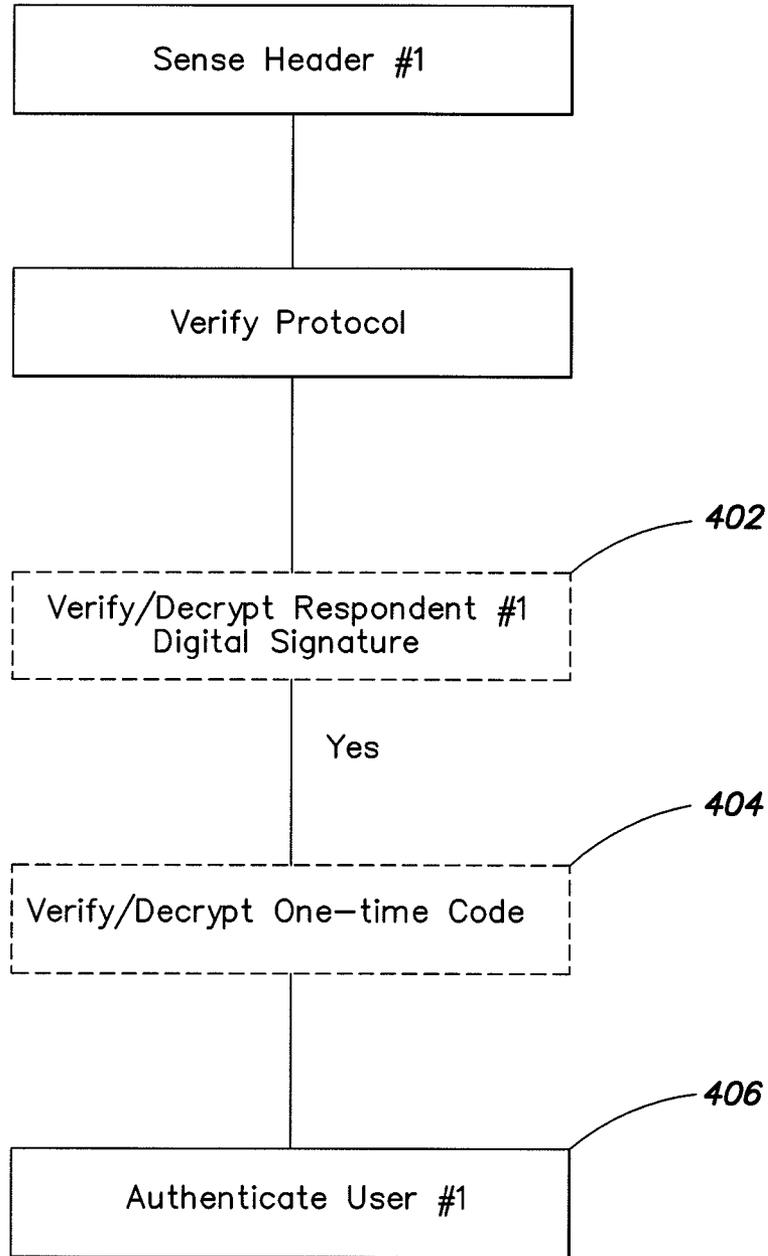 Sense Header #1
Verify Protocol
402
Verify/Decrypt Respondent #1
Digital Signature
Yes
404
Verify/Decrypt One-time Code
406
Authenticate User #1